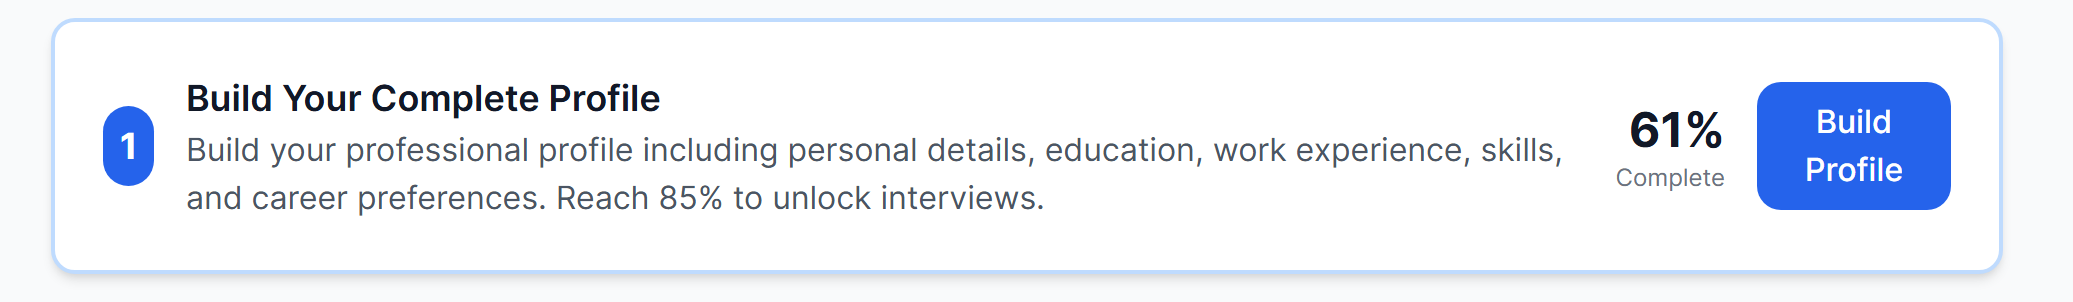 1
Build Your Complete Profile
Build your professional profile including personal details, education, work experience, skills,
and career preferences. Reach 85% to unlock interviews.
61%
Complete
Build
Profile